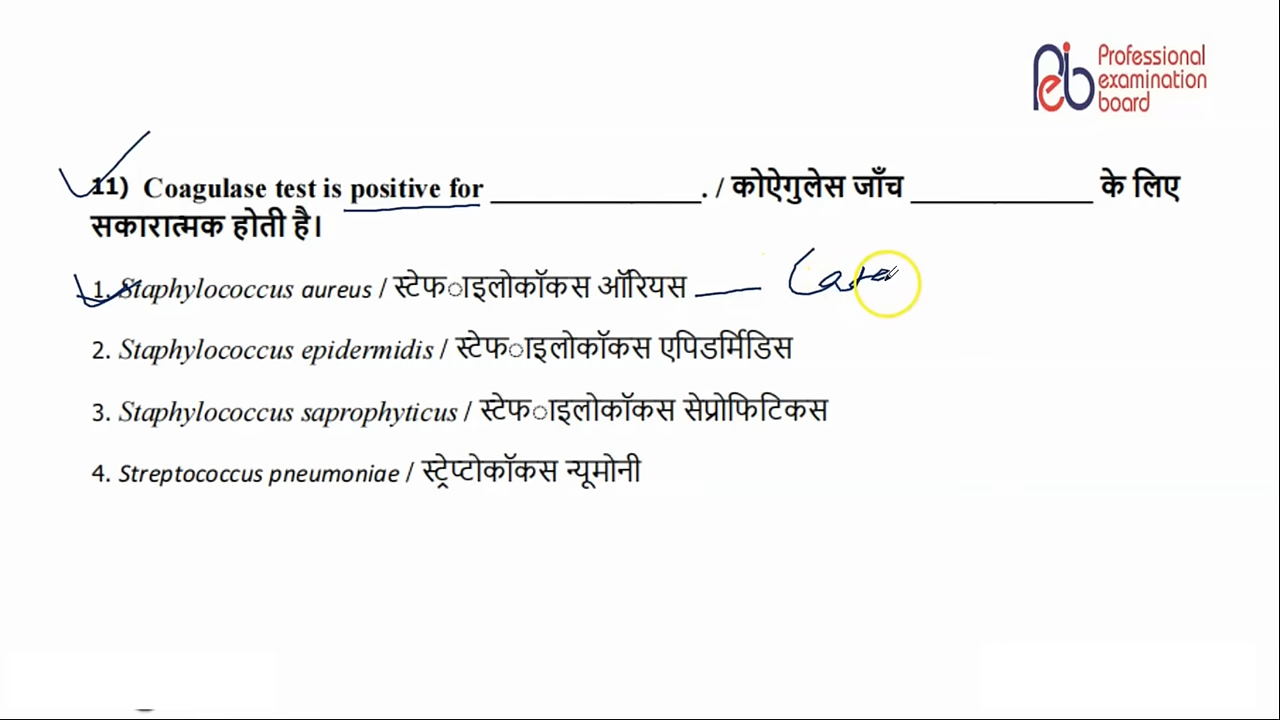 Professional
examination
board
11) Coagulase test is positive for ______________. / कोऐगुलेस जाँच ____________ के लिए
सकारात्मक होती है।
1. Staphylococcus aureus / स्टेफाइलोकॉकस ऑरियस
2. Staphylococcus epidermidis / स्टेफाइलोकॉकस एपिडर्मिडिस
3. Staphylococcus saprophyticus / स्टेफाइलोकॉकस सेप्रोफिटिकस
4. Streptococcus pneumoniae / स्ट्रेप्टोकॉकस न्यूमोनी